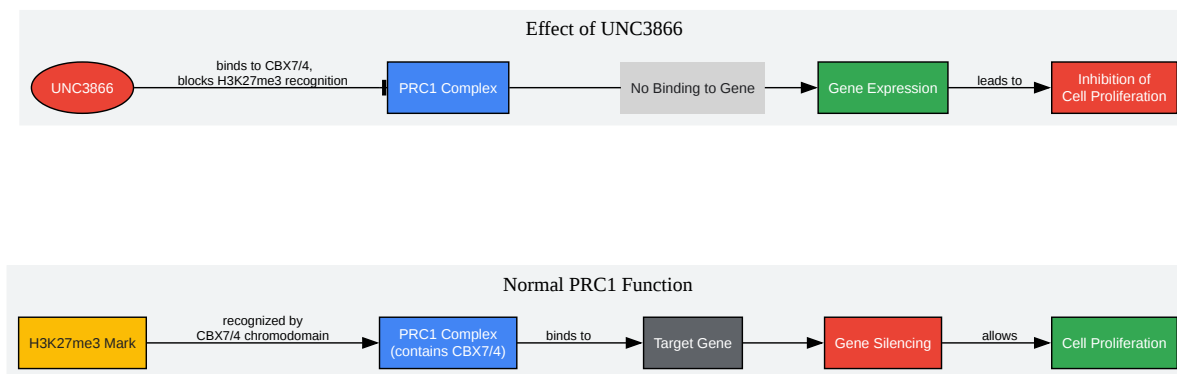 Effect of UNC3866
UNC3866
binds to CBX7/4,
blocks H3K27me3 recognition
PRC1 Complex
No Binding to Gene
Gene Expression
leads to
Inhibition of
Cell Proliferation
Normal PRC1 Function
H3K27me3 Mark
recognized by
CBX7/4 chromodomain
PRC1 Complex
(contains CBX7/4)
binds to
Target Gene
Gene Silencing
allows
Cell Proliferation